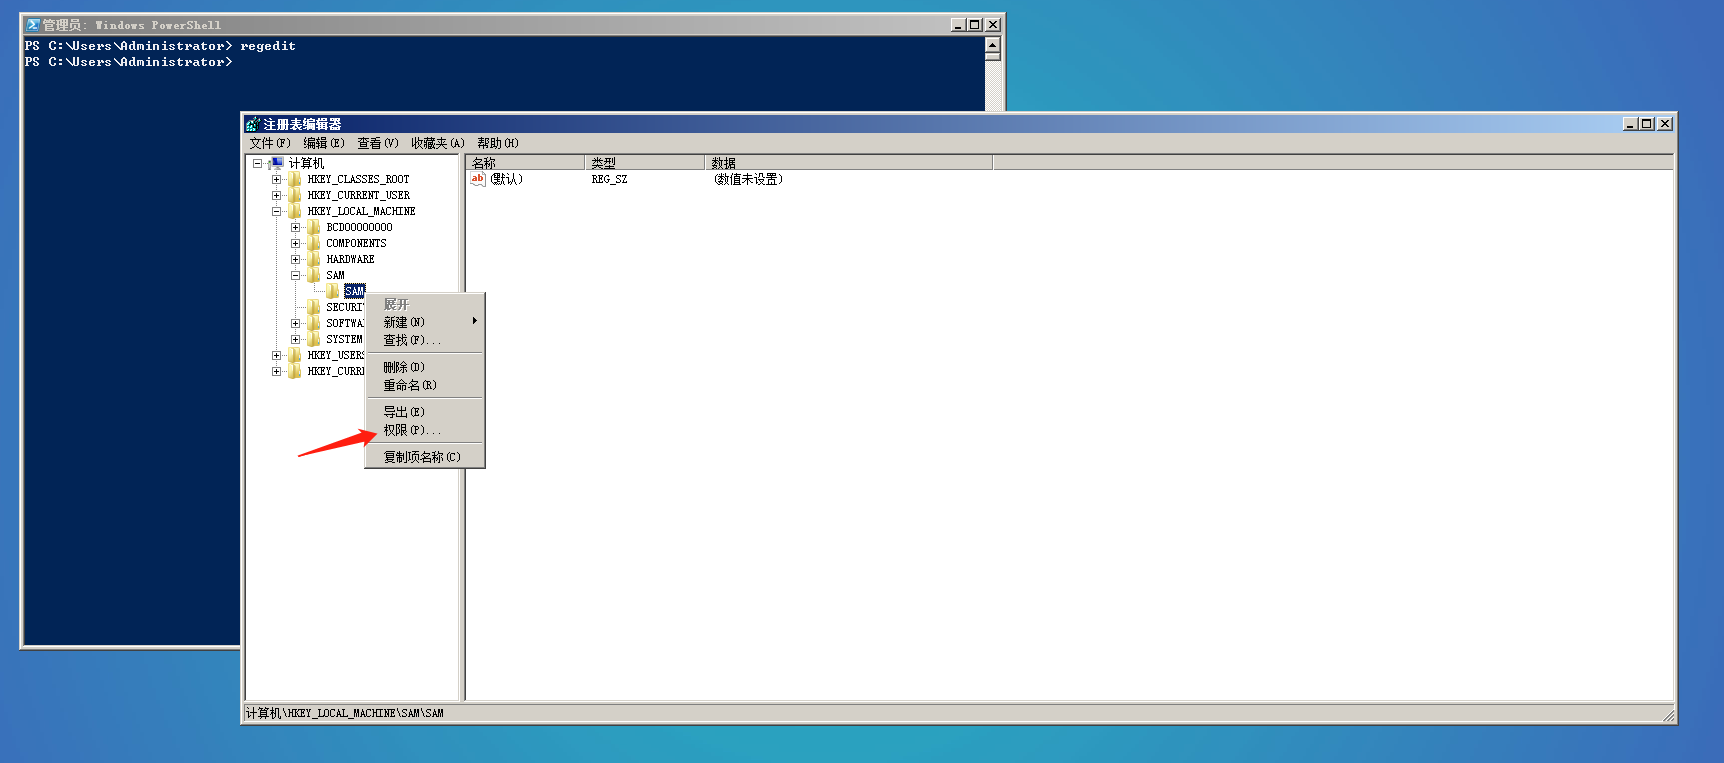 管理员: Windows PowerShell
PS C:\Users\Administrator> regedit
PS C:\Users\Administrator>
注册表编辑器
文件(F) 编辑(E) 查看(V) 收藏夹(A) 帮助(H)
计算机
HKEY_CLASSES_ROOT
HKEY_CURRENT_USER
HKEY_LOCAL_MACHINE
BCD00000000
COMPONENTS
HARDWARE
SAM
SAM
SECURIT
SOFTWA
SYSTEM
HKEY_USERS
HKEY_CURR
名称 类型 数据
ab (默认) REG_SZ (数值未设置)
展开
新建(N)
查找(F)...
删除(D)
重命名(R)
导出(E)
权限(P)...
复制项名称(C)
计算机\HKEY_LOCAL_MACHINE\SAM\SAM